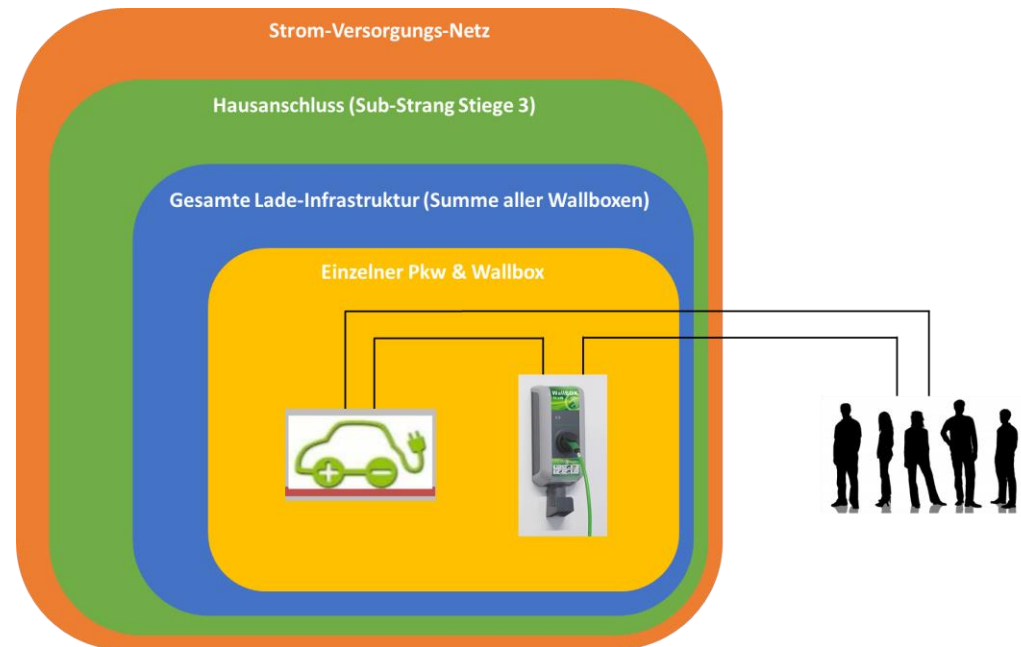 Strom-Versorgungs-Netz
Hausanschluss (Sub-Strang Stiege 3)
Gesamte Lade-Infrastruktur (Summe aller Wallboxen)
Einzelner Pkw & Wallbox